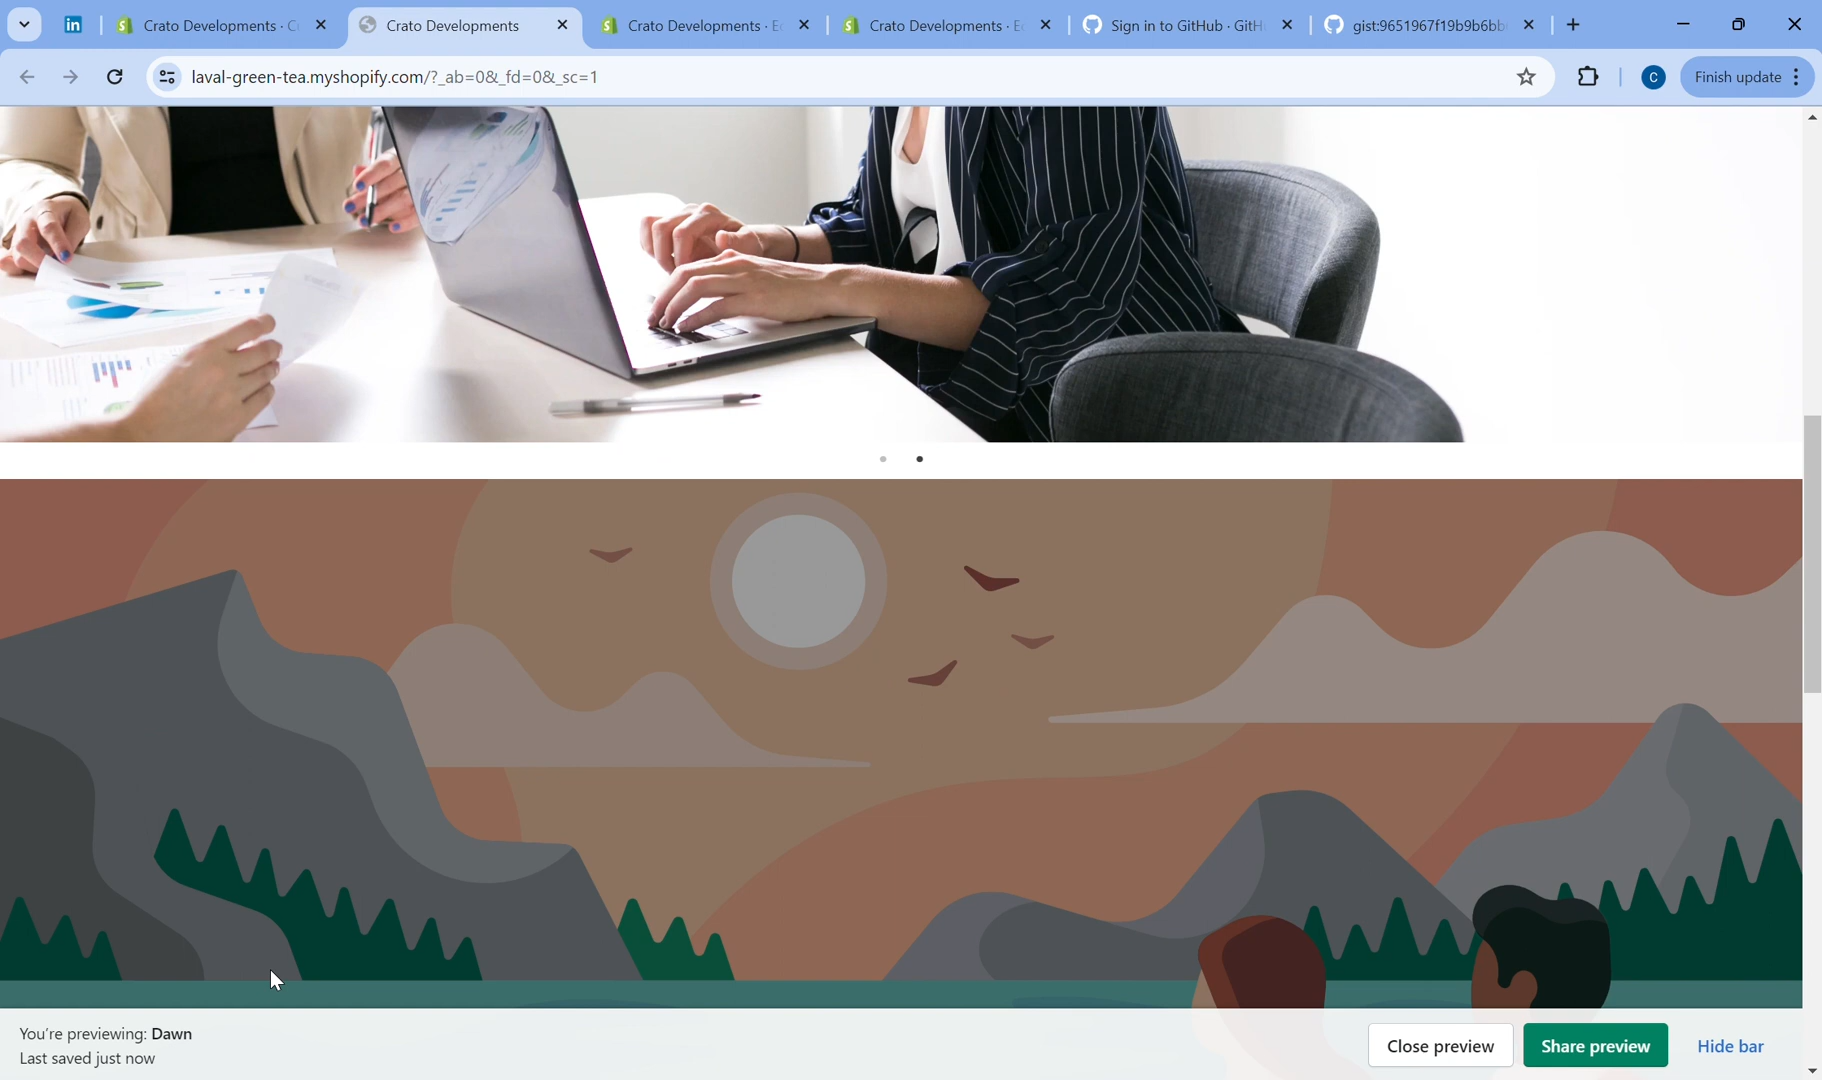 in
Crato Developments · C
Crato Developments
Crato Developments · E
Crato Developments · E
Sign in to GitHub · GitH
gist:9651967f19b9b6bb
laval-green-tea.myshopify.com/?_ab=0&_fd=0&_sc=1
C
Finish update
You're previewing: Dawn
Last saved just now
Close preview
Share preview
Hide bar